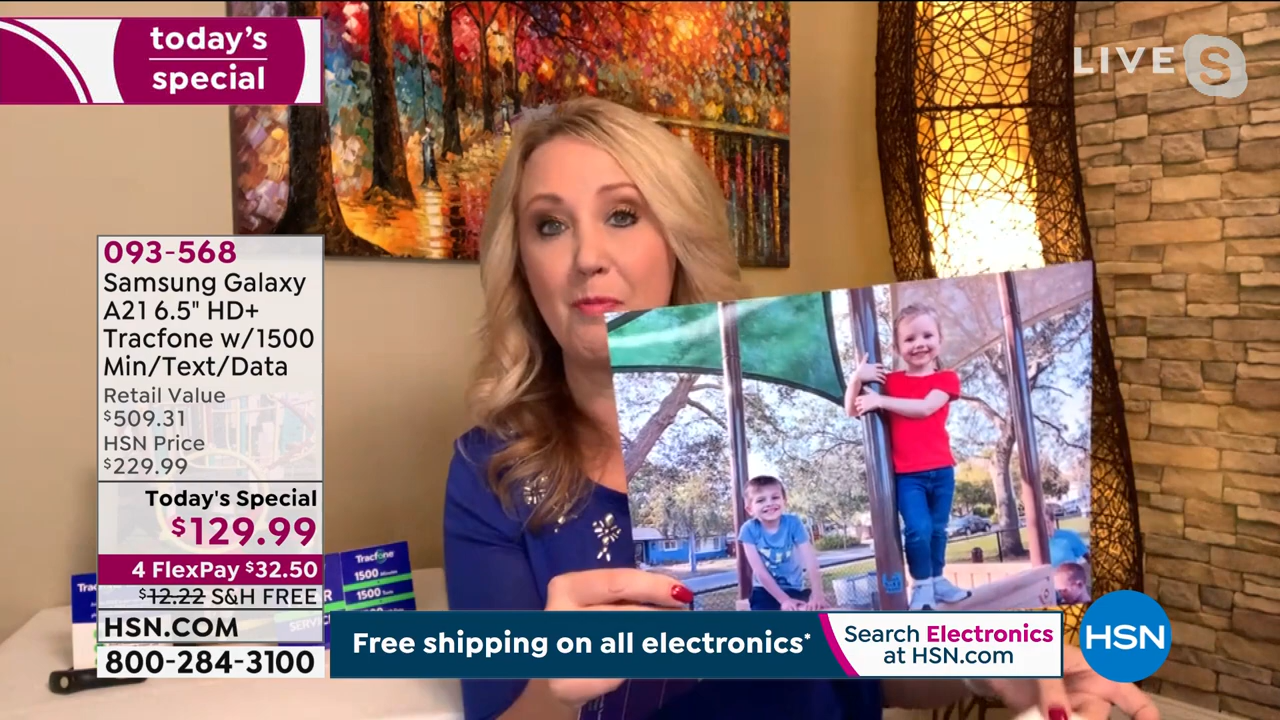 today's
special
LIVE S
093-568
Samsung Galaxy
A21 6.5" HD+
Tracfone w/1500
Min/Text/Data
Retail Value
$509.31
HSN Price
$229.99
Today's Special
$129.99
4 FlexPay $32.50
$12.22 S&H FREE
HSN.COM
800-284-3100
Tracfone
1500 Minutes
1500 Texts
Free shipping on all electronics*
Search Electronics
at HSN.com
HSN